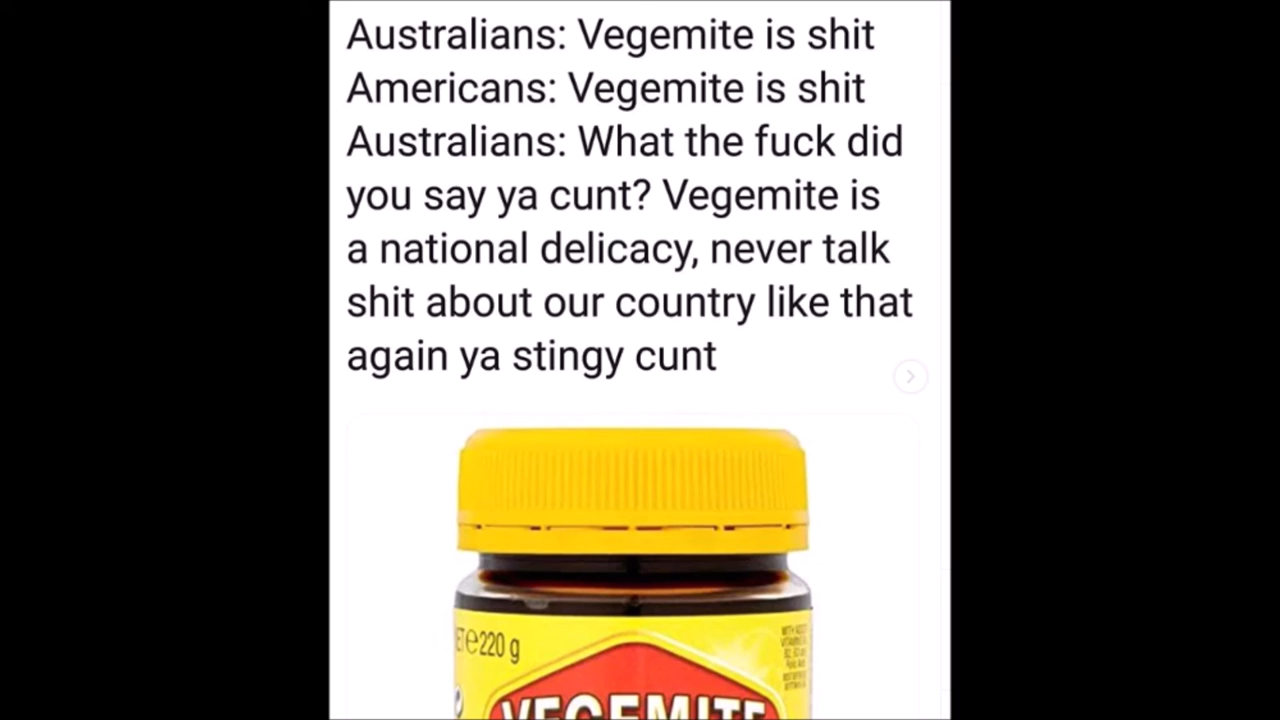 Australians: Vegemite is shit
Americans: Vegemite is shit
Australians: What the fuck did
you say ya cunt? Vegemite is
a national delicacy, never talk
shit about our country like that
again ya stingy cunt
220 g
VEGEMITE